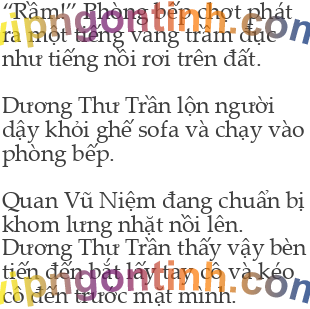 “Rầm!” Phòng bếp chợt phát
ra một tiếng vang trầm đục
như tiếng nồi rơi trên đất.
Dương Thư Trần lộn người
dậy khỏi ghế sofa và chạy vào
phòng bếp.
Quan Vũ Niệm đang chuẩn bị
khom lưng nhặt nồi lên.
Dương Thư Trần thấy vậy bèn
tiến đến bắt lấy tay cô và kéo
cô đến trước mặt mình.
vipngontinh.com
vipngontinh.com